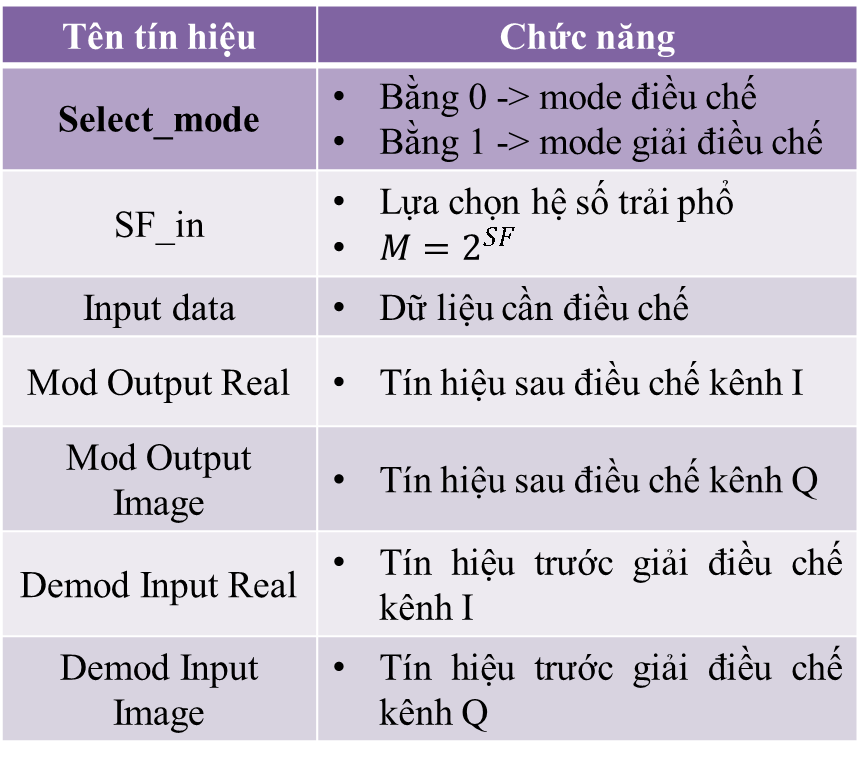 Tên tín hiệu
Chức năng
Select_mode
• Bằng 0 -> mode điều chế
• Bằng 1 -> mode giải điều chế
SF_in
• Lựa chọn hệ số trải phổ
• M = 2^SF
Input data
• Dữ liệu cần điều chế
Mod Output Real
• Tín hiệu sau điều chế kênh I
Mod Output
Image
• Tín hiệu sau điều chế kênh Q
Demod Input Real
• Tín hiệu trước giải điều chế
kênh I
Demod Input
Image
• Tín hiệu trước giải điều chế
kênh Q